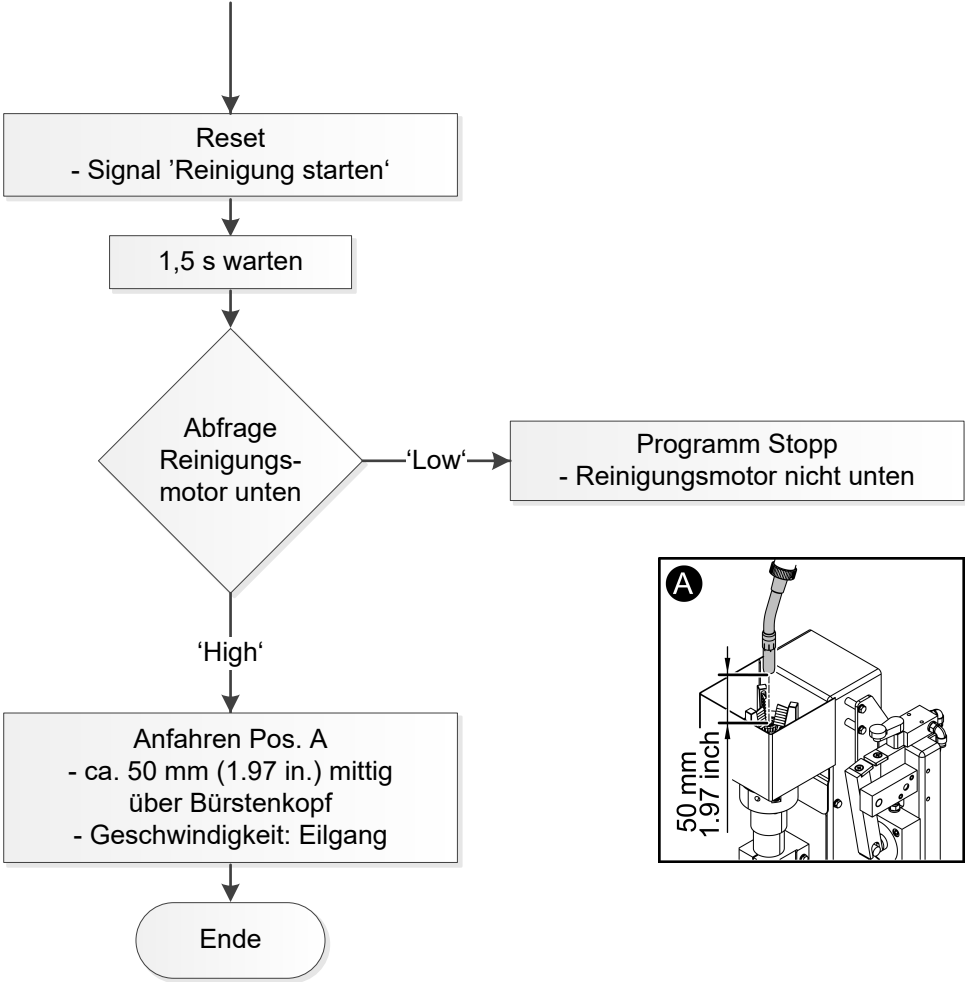 Reset
- Signal ’Reinigung starten‘
1,5 s warten
Abfrage
Reinigungs-
motor unten
‘Low‘
Programm Stopp
- Reinigungsmotor nicht unten
‘High‘
Anfahren Pos. A
- ca. 50 mm (1.97 in.) mittig
über Bürstenkopf
- Geschwindigkeit: Eilgang
Ende
A
50 mm
1.97 inch